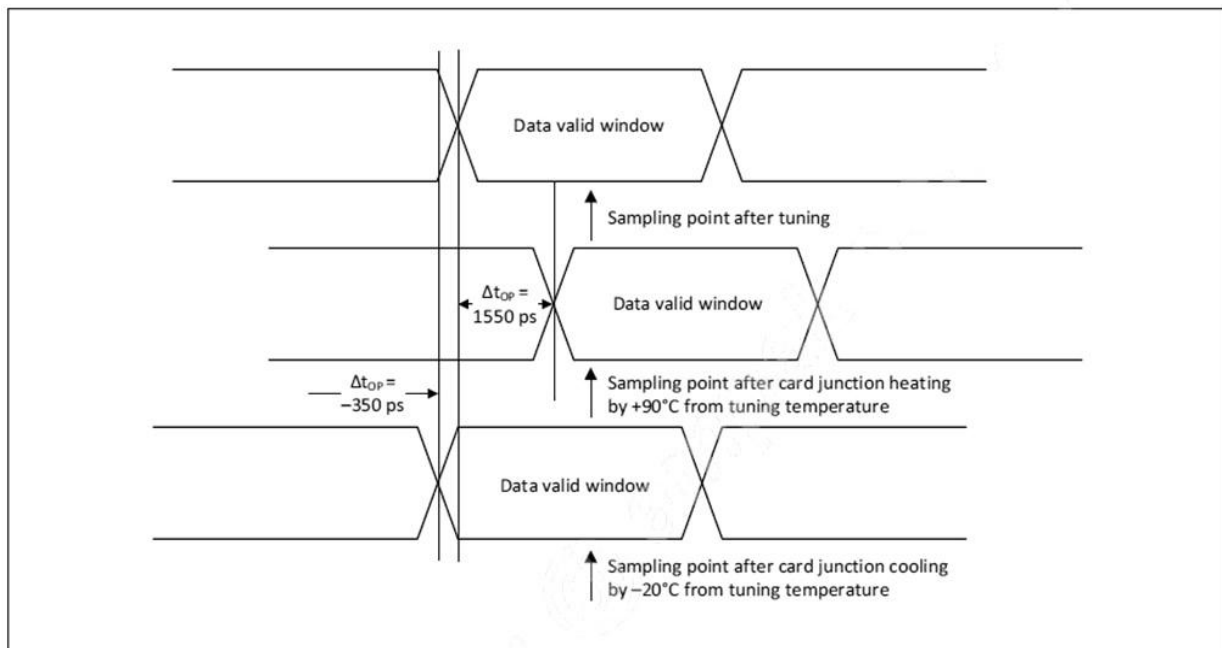 Data valid window
Sampling point after tuning
Δtₒₚ =
1550 ps
Data valid window
Δtₒₚ =
−350 ps
Sampling point after card junction heating
by +90°C from tuning temperature
Data valid window
Sampling point after card junction cooling
by −20°C from tuning temperature